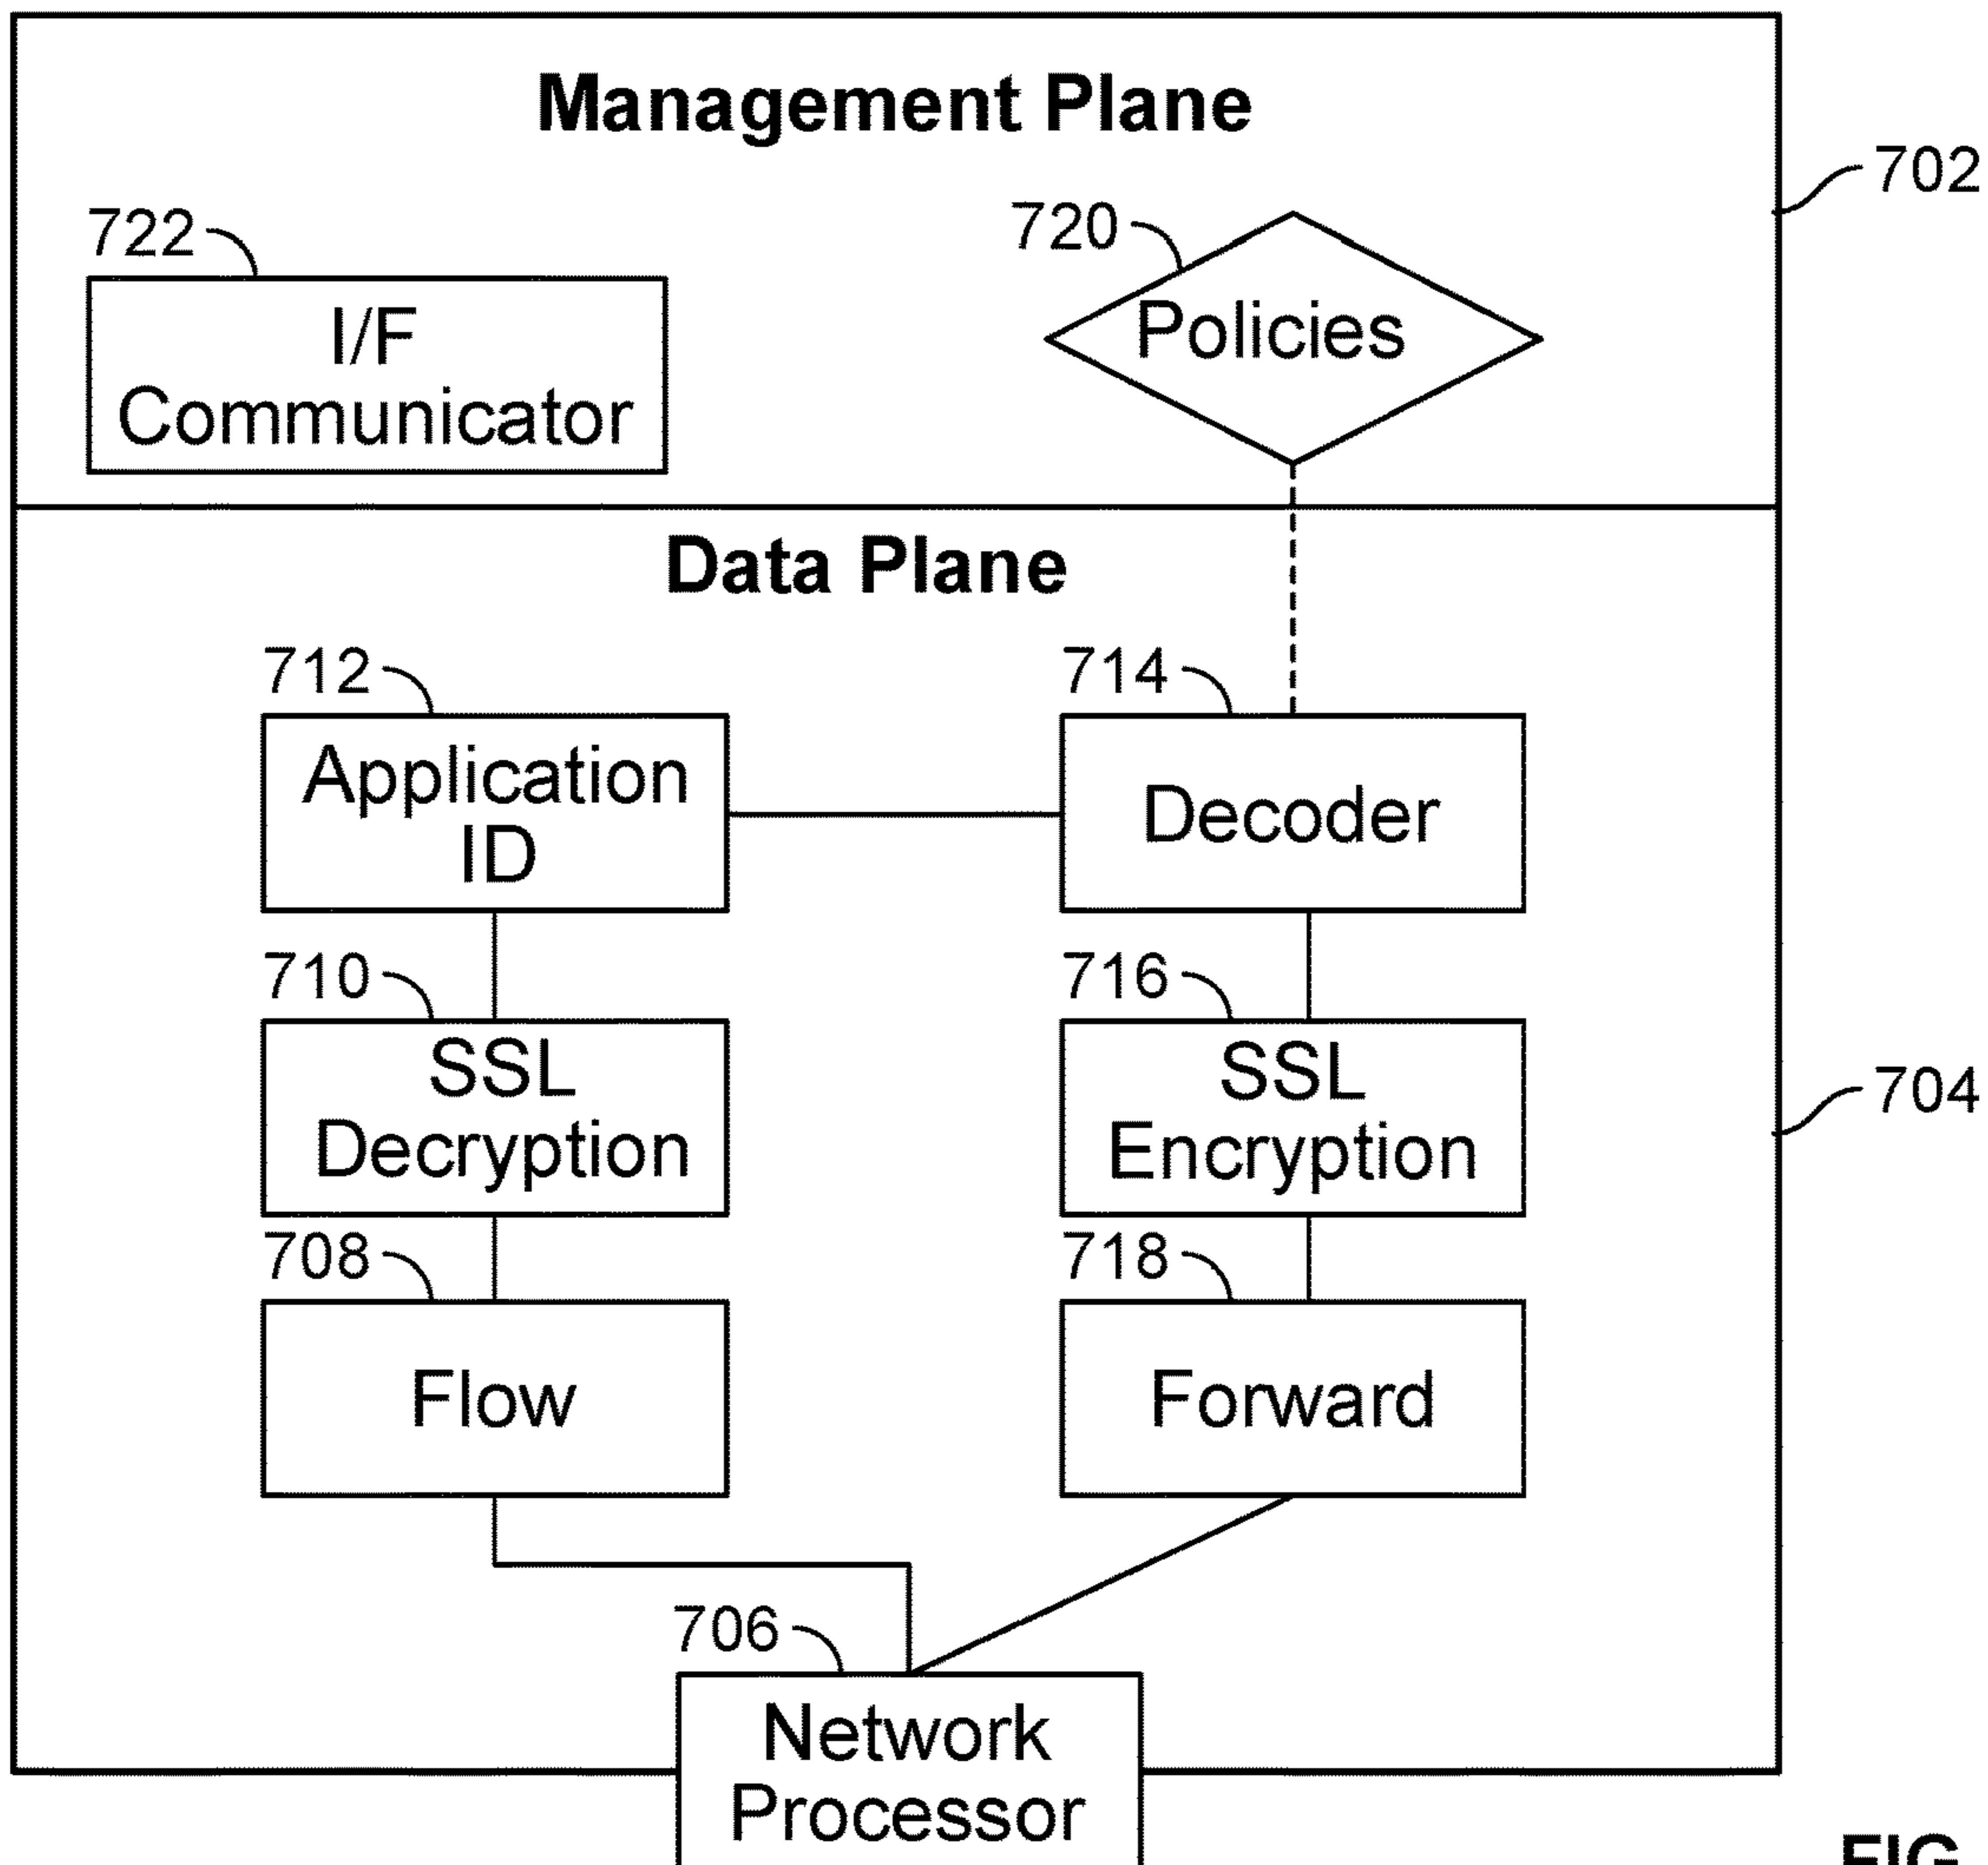 Management Plane
702
722
720
I/F
Communicator
Policies
Data Plane
712
714
Application
ID
Decoder
710
716
SSL
Decryption
SSL
Encryption
704
708
718
Flow
Forward
706
Network
Processor
FIG